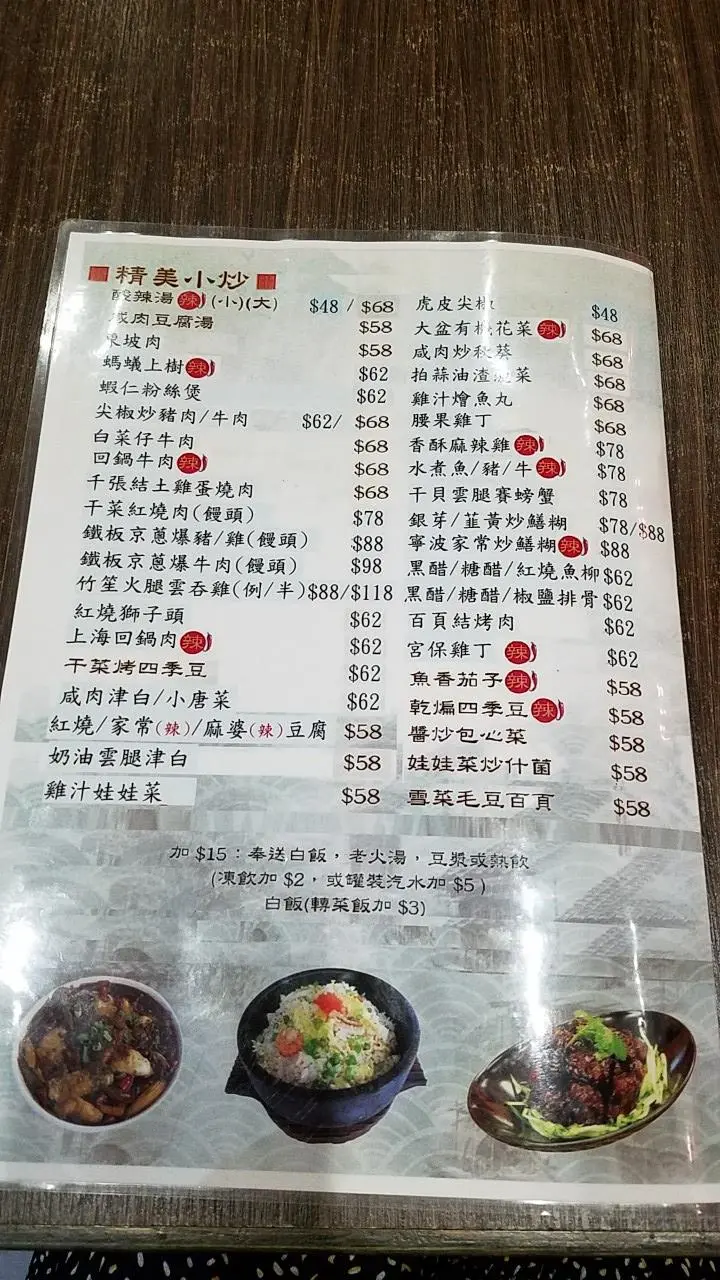 精美小炒
酸辣湯 辣 (小)(大) $48 / $68
咸肉豆腐湯 $58
東坡肉 $58
螞蟻上樹 辣 $62
蝦仁粉絲煲 $62
尖椒炒豬肉/牛肉 $62/ $68
白菜仔牛肉 $68
回鍋牛肉 辣 $68
千張結土雞蛋燒肉 $68
干菜紅燒肉(饅頭) $78
鐵板京蔥爆豬/雞(饅頭) $88
鐵板京蔥爆牛肉(饅頭) $98
竹笙火腿雲吞雞(例/半) $88/$118
紅燒獅子頭 $62
上海回鍋肉 辣 $62
干菜烤四季豆 $62
咸肉津白/小唐菜 $62
紅燒/家常(辣)/麻婆(辣)豆腐 $58
奶油雲腿津白 $58
雞汁娃娃菜 $58
虎皮尖椒 $48
大盆有機花菜 辣 $68
咸肉炒秋葵 $68
拍蒜油渣菜 $68
雞汁燴魚丸 $68
腰果雞丁 $68
香酥麻辣雞 辣 $78
水煮魚/豬/牛 辣 $78
干貝雲腿賽螃蟹 $78
銀芽/韮黃炒鱔糊 $78/$88
寧波家常炒鱔糊 辣 $88
黑醋/糖醋/紅燒魚柳 $62
黑醋/糖醋/椒鹽排骨 $62
百頁結烤肉 $62
宮保雞丁 辣 $62
魚香茄子 辣 $58
乾煸四季豆 辣 $58
醬炒包心菜 $58
娃娃菜炒什菌 $58
雪菜毛豆百頁 $58
加 $15：奉送白飯，老火湯，豆漿或熱飲
(凍飲加 $2，或罐裝汽水加 $5 )
白飯(轉菜飯加 $3)